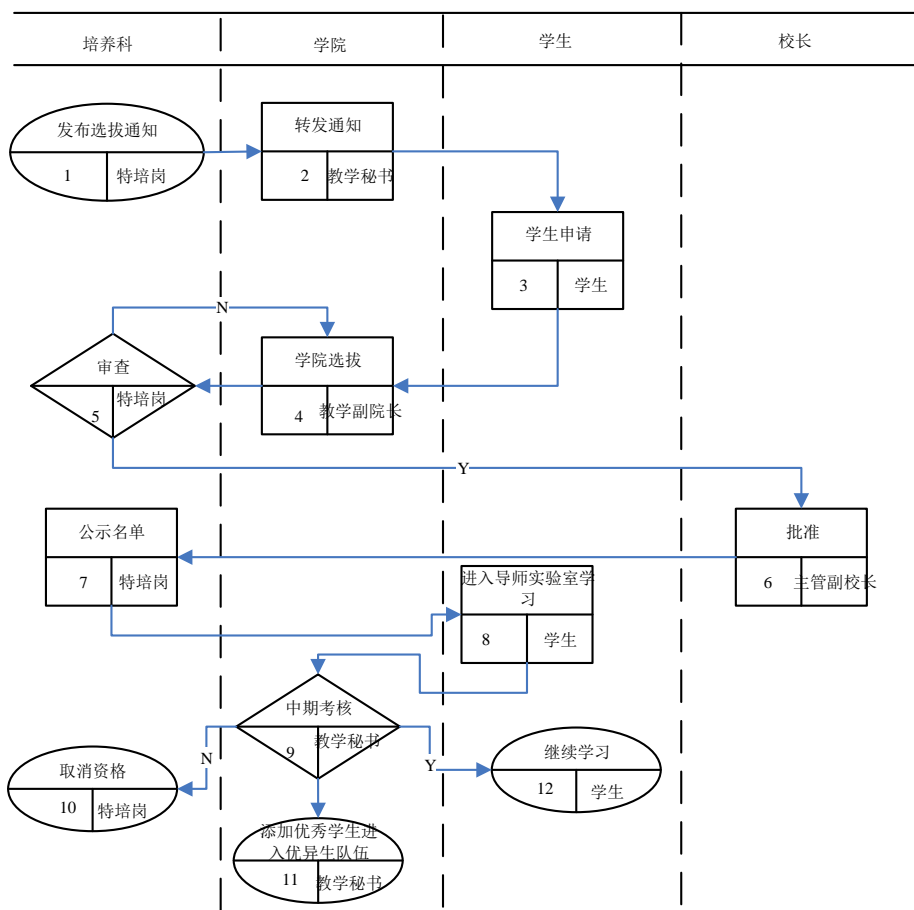 培养科
学院
学生
校长
发布选拔通知
1
特培岗
转发通知
2
教学秘书
学生申请
3
学生
N
审查
特培岗
5
学院选拔
4
教学副院长
Y
公示名单
7
特培岗
批准
6
主管副校长
进入导师实验室学
习
8
学生
中期考核
教学秘书
9
N
Y
取消资格
10
特培岗
继续学习
12
学生
添加优秀学生进
入优异生队伍
11
教学秘书